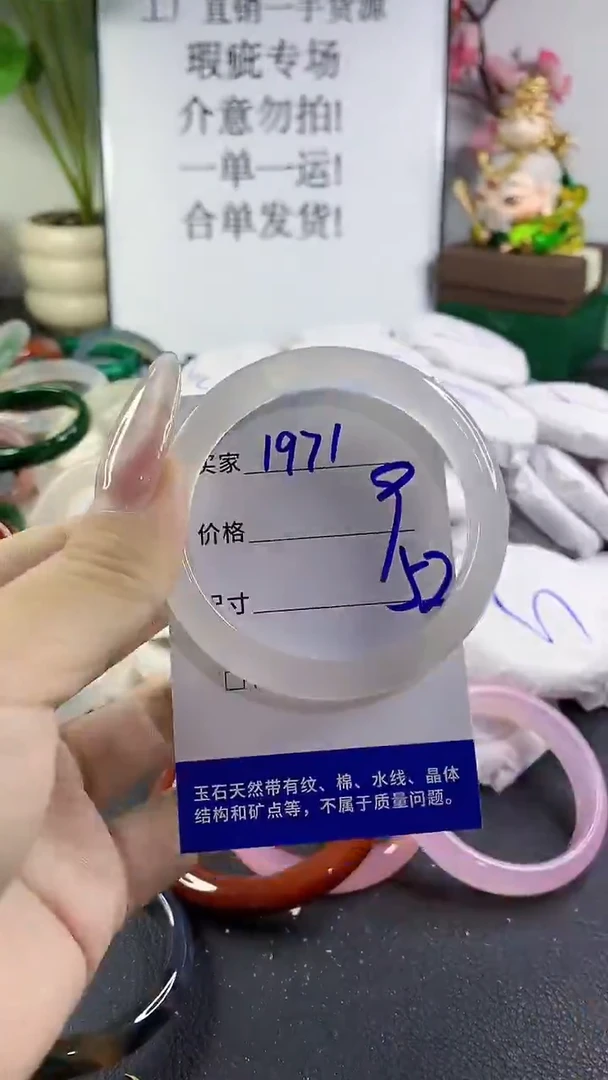 工厂直销一手货源
瑕疵专场
介意勿拍!
一单一运!
合单发货!
买家 1971
价格
尺寸 52
玉石天然带有纹、棉、水线、晶体
结构和矿点等，不属于质量问题。